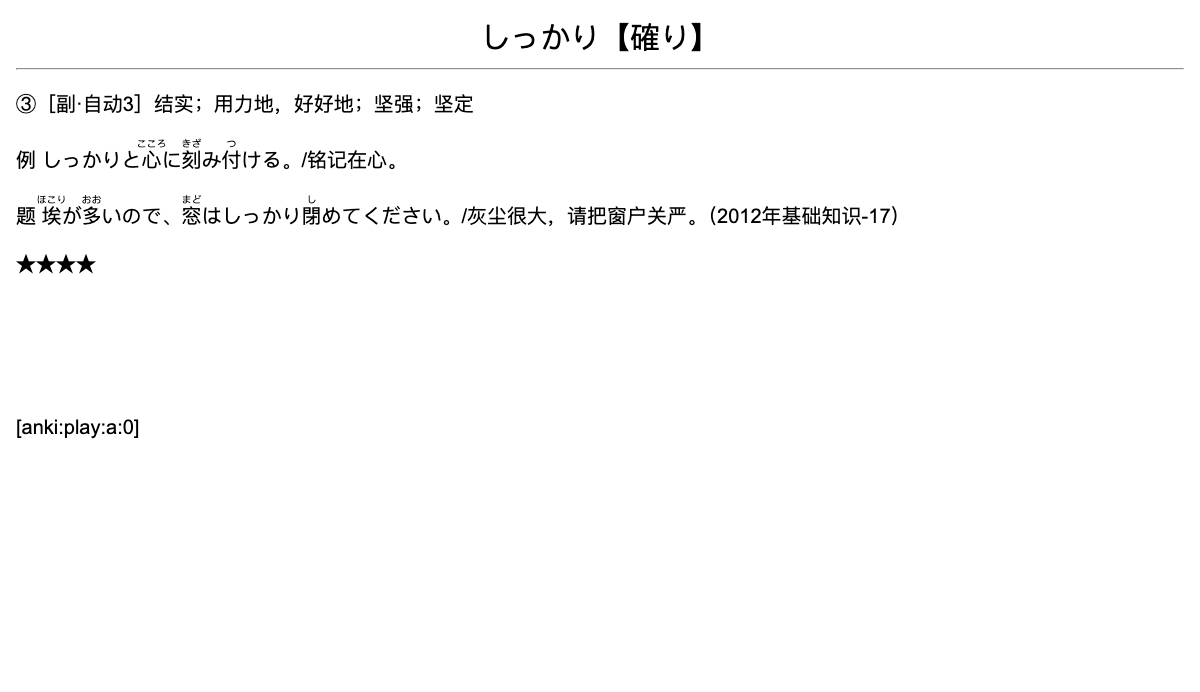 しっかり【確り】
③［副·自动3］结实；用力地，好好地；坚强；坚定
こころ きざ つ
例 しっかりと心に刻み付ける。/铭记在心。
ほこり おお まど し
题 埃が多いので、窓はしっかり閉めてください。/灰尘很大，请把窗户关严。（2012年基础知识-17）
★★★★
[anki:play:a:0]